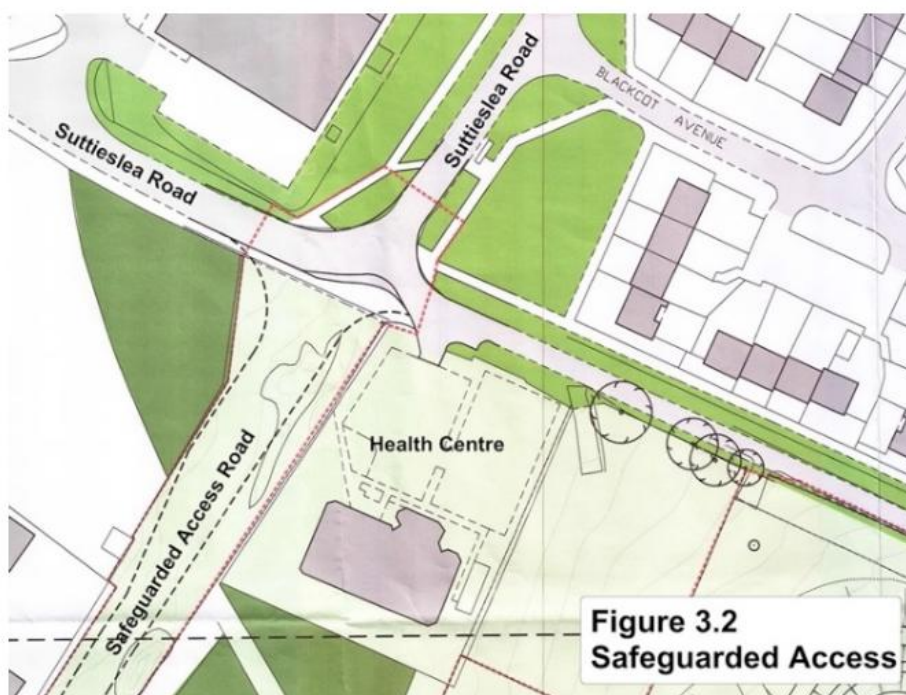 Suttieslea Road
Suttieslea Road
BLACKCOT
AVENUE
Health Centre
Safeguarded Access Road
Figure 3.2
Safeguarded Access